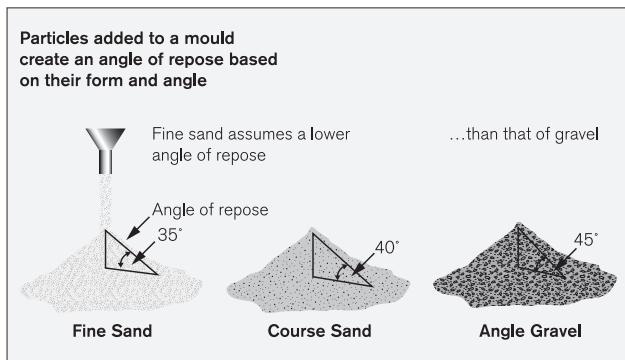 Particles added to a mould
create an angle of repose based
on their form and angle
Fine sand assumes a lower
angle of repose
…than that of gravel
Angle of repose
35°
40°
45°
Fine Sand
Course Sand
Angle Gravel